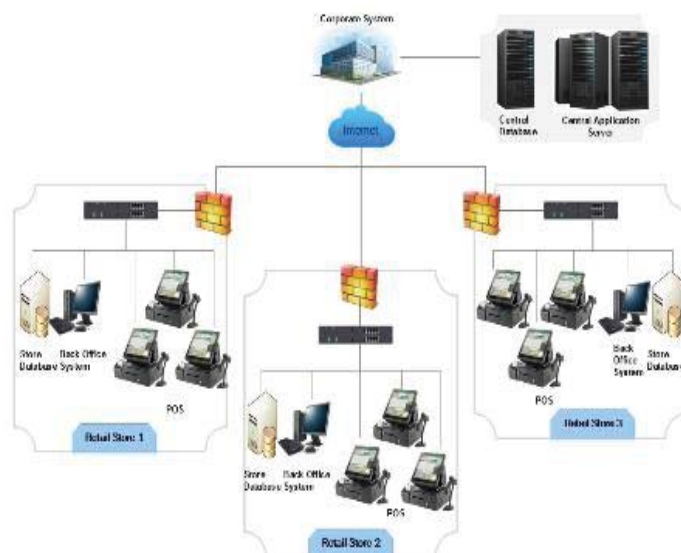 Corporate System
Central
Database
Central Application
Server
Internet
Store
Database
Back Office
System
POS
Retail Store 1
Store
Database
Back Office
System
POS
Retail Store 2
POS
Back
Office
System
Store
Database
Retail Store 3